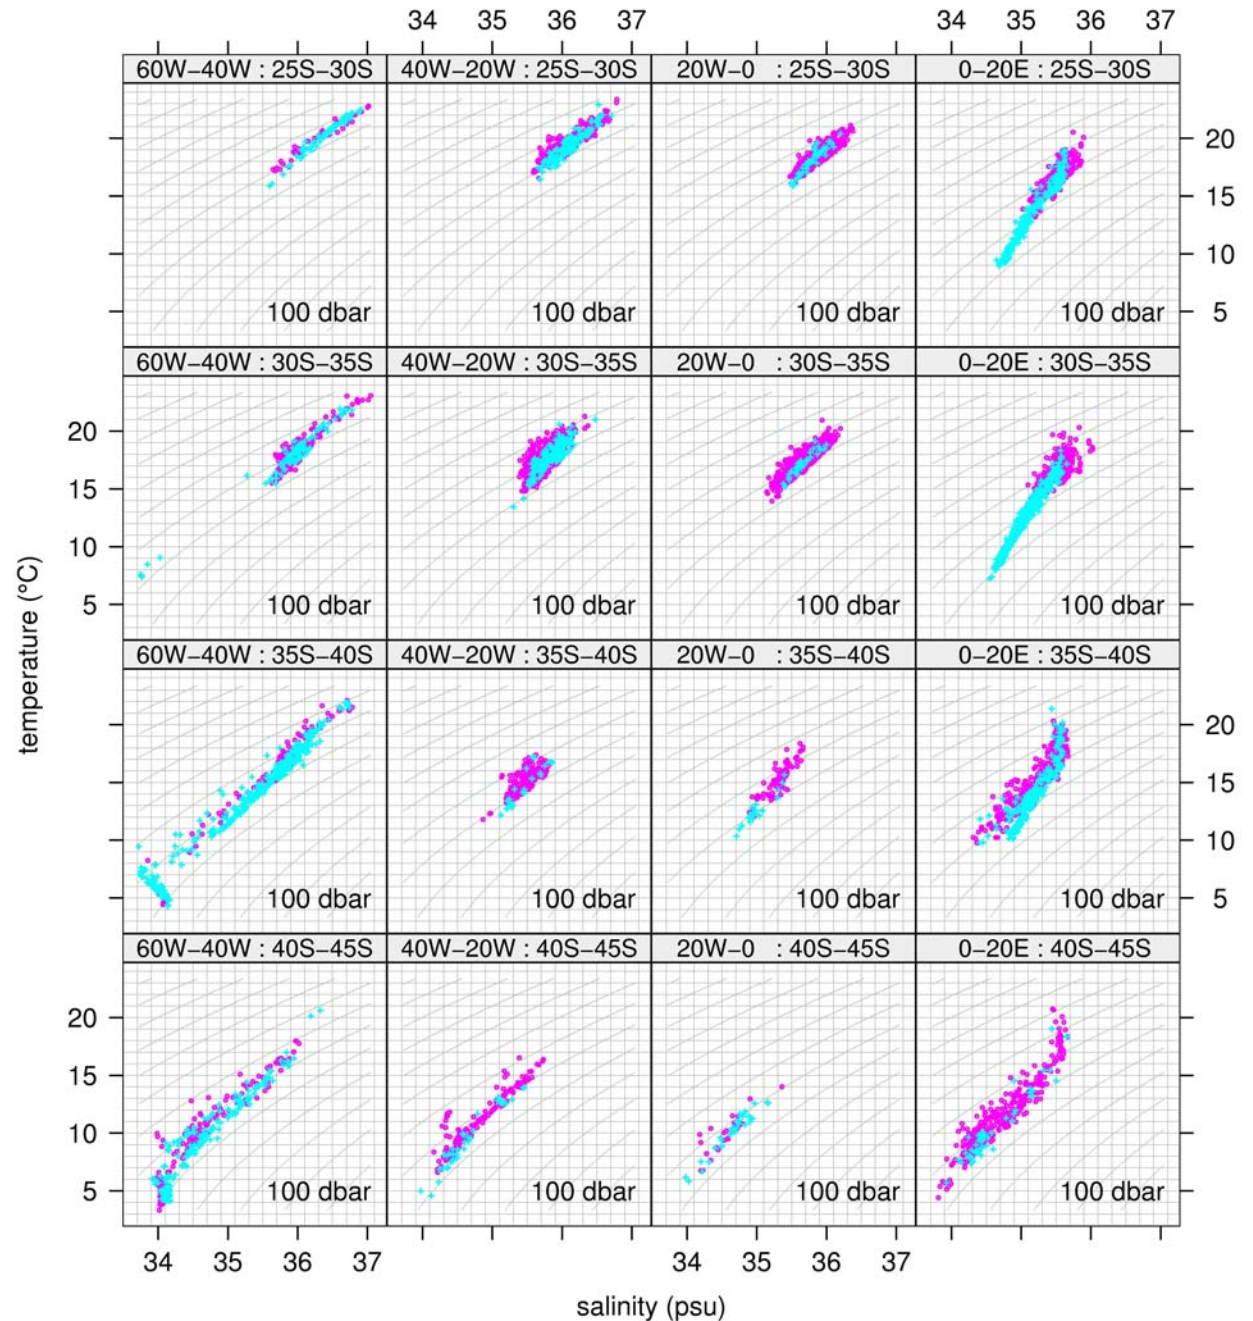 34 35 36 37 34 35 36 37
60W−40W : 25S−30S 40W−20W : 25S−30S 20W−0 : 25S−30S 0−20E : 25S−30S
20
15
10
5
100 dbar 100 dbar 100 dbar 100 dbar
60W−40W : 30S−35S 40W−20W : 30S−35S 20W−0 : 30S−35S 0−20E : 30S−35S
20
15
10
5
100 dbar 100 dbar 100 dbar 100 dbar
60W−40W : 35S−40S 40W−20W : 35S−40S 20W−0 : 35S−40S 0−20E : 35S−40S
20
15
10
5
100 dbar 100 dbar 100 dbar 100 dbar
60W−40W : 40S−45S 40W−20W : 40S−45S 20W−0 : 40S−45S 0−20E : 40S−45S
20
15
10
5
100 dbar 100 dbar 100 dbar 100 dbar
34 35 36 37 34 35 36 37
temperature (°C)
salinity (psu)